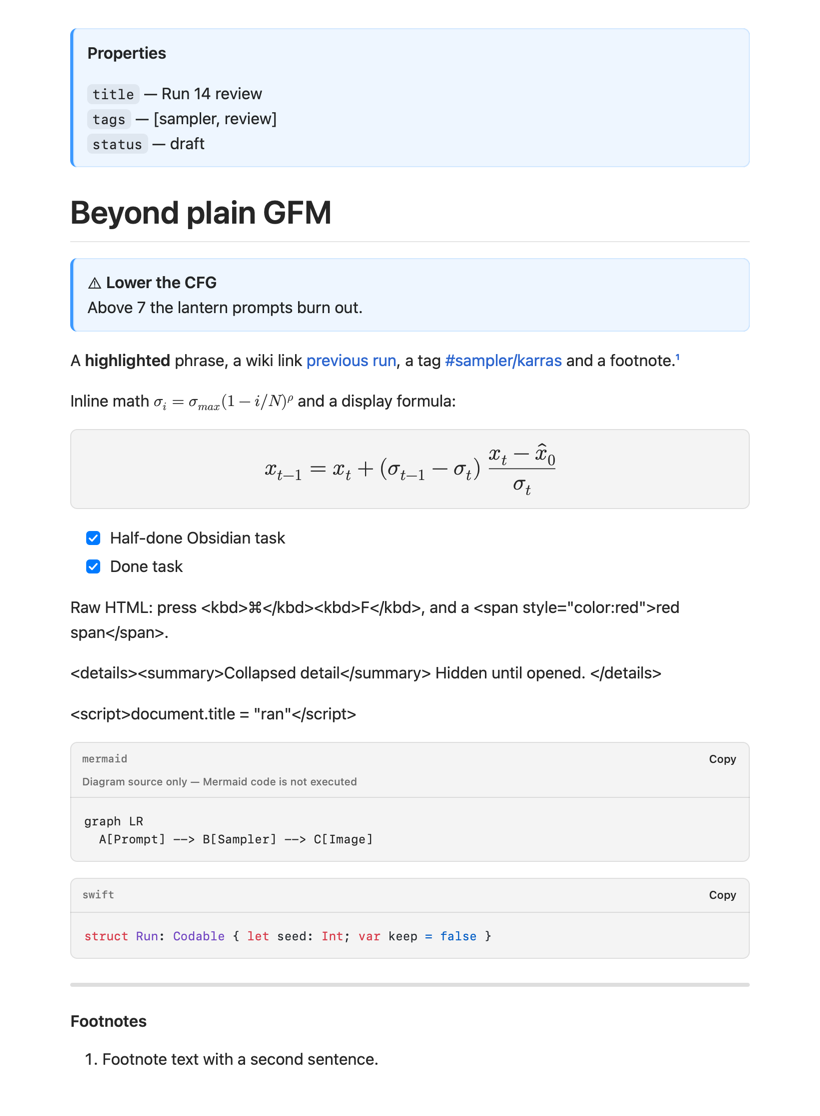 Properties
title — Run 14 review
tags — [sampler, review]
status — draft
Beyond plain GFM
⚠ Lower the CFG
Above 7 the lantern prompts burn out.
A highlighted phrase, a wiki link previous run, a tag #sampler/karras and a footnote.¹
Inline math σ_i = σ_{max}(1 − i/N)^ρ and a display formula:
x_{t−1} = x_t + (σ_{t−1} − σ_t) \frac{x_t − \hat{x}_0}{σ_t}
Half-done Obsidian task
Done task
Raw HTML: press <kbd>⌘</kbd><kbd>F</kbd>, and a <span style="color:red">red
span</span>.
<details><summary>Collapsed detail</summary> Hidden until opened. </details>
<script>document.title = "ran"</script>
mermaid Copy
Diagram source only — Mermaid code is not executed
graph LR
A[Prompt] --> B[Sampler] --> C[Image]
swift Copy
struct Run: Codable { let seed: Int; var keep = false }
Footnotes
1. Footnote text with a second sentence.